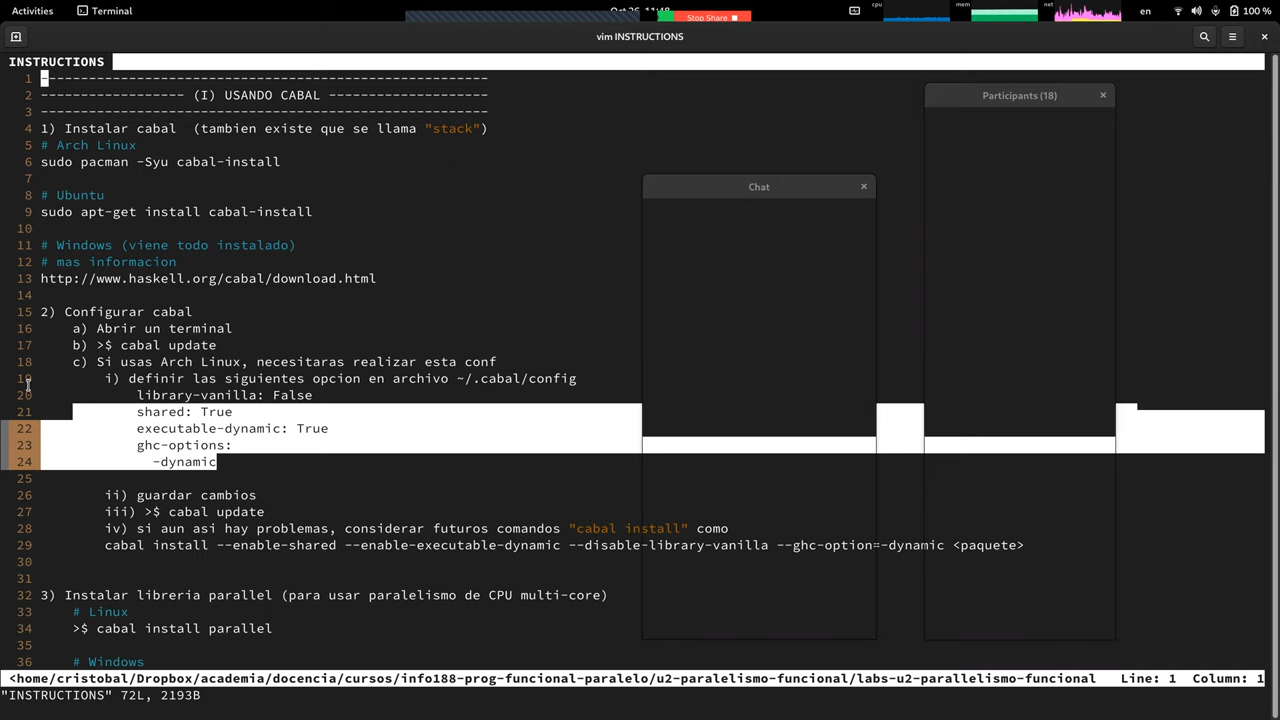 Activities Terminal Oct 26 11:48 Stop Share cpu mem net en 100 %
vim INSTRUCTIONS
INSTRUCTIONS
1 -------------------------------------------------------
2 ------------------ (I) USANDO CABAL --------------------
3 --------------------------------------------------------
4 1) Instalar cabal (tambien existe que se llama "stack")
5 # Arch Linux
6 sudo pacman -Syu cabal-install
7
8 # Ubuntu
9 sudo apt-get install cabal-install
10
11 # Windows (viene todo instalado)
12 # mas informacion
13 http://www.haskell.org/cabal/download.html
14
15 2) Configurar cabal
16 a) Abrir un terminal
17 b) >$ cabal update
18 c) Si usas Arch Linux, necesitaras realizar esta conf
19 i) definir las siguientes opcion en archivo ~/.cabal/config
20 library-vanilla: False
21 shared: True
22 executable-dynamic: True
23 ghc-options:
24 -dynamic
25
26 ii) guardar cambios
27 iii) >$ cabal update
28 iv) si aun asi hay problemas, considerar futuros comandos "cabal install" como
29 cabal install --enable-shared --enable-executable-dynamic --disable-library-vanilla --ghc-option=-dynamic <paquete>
30
31
32 3) Instalar libreria parallel (para usar paralelismo de CPU multi-core)
33 # Linux
34 >$ cabal install parallel
35
36 # Windows
<home/cristobal/Dropbox/academia/docencia/cursos/info188-prog-funcional-paralelo/u2-paralelismo-funcional/labs-u2-parallelismo-funcional Line: 1 Column: 1
"INSTRUCTIONS" 72L, 2193B
Chat
Participants (18)